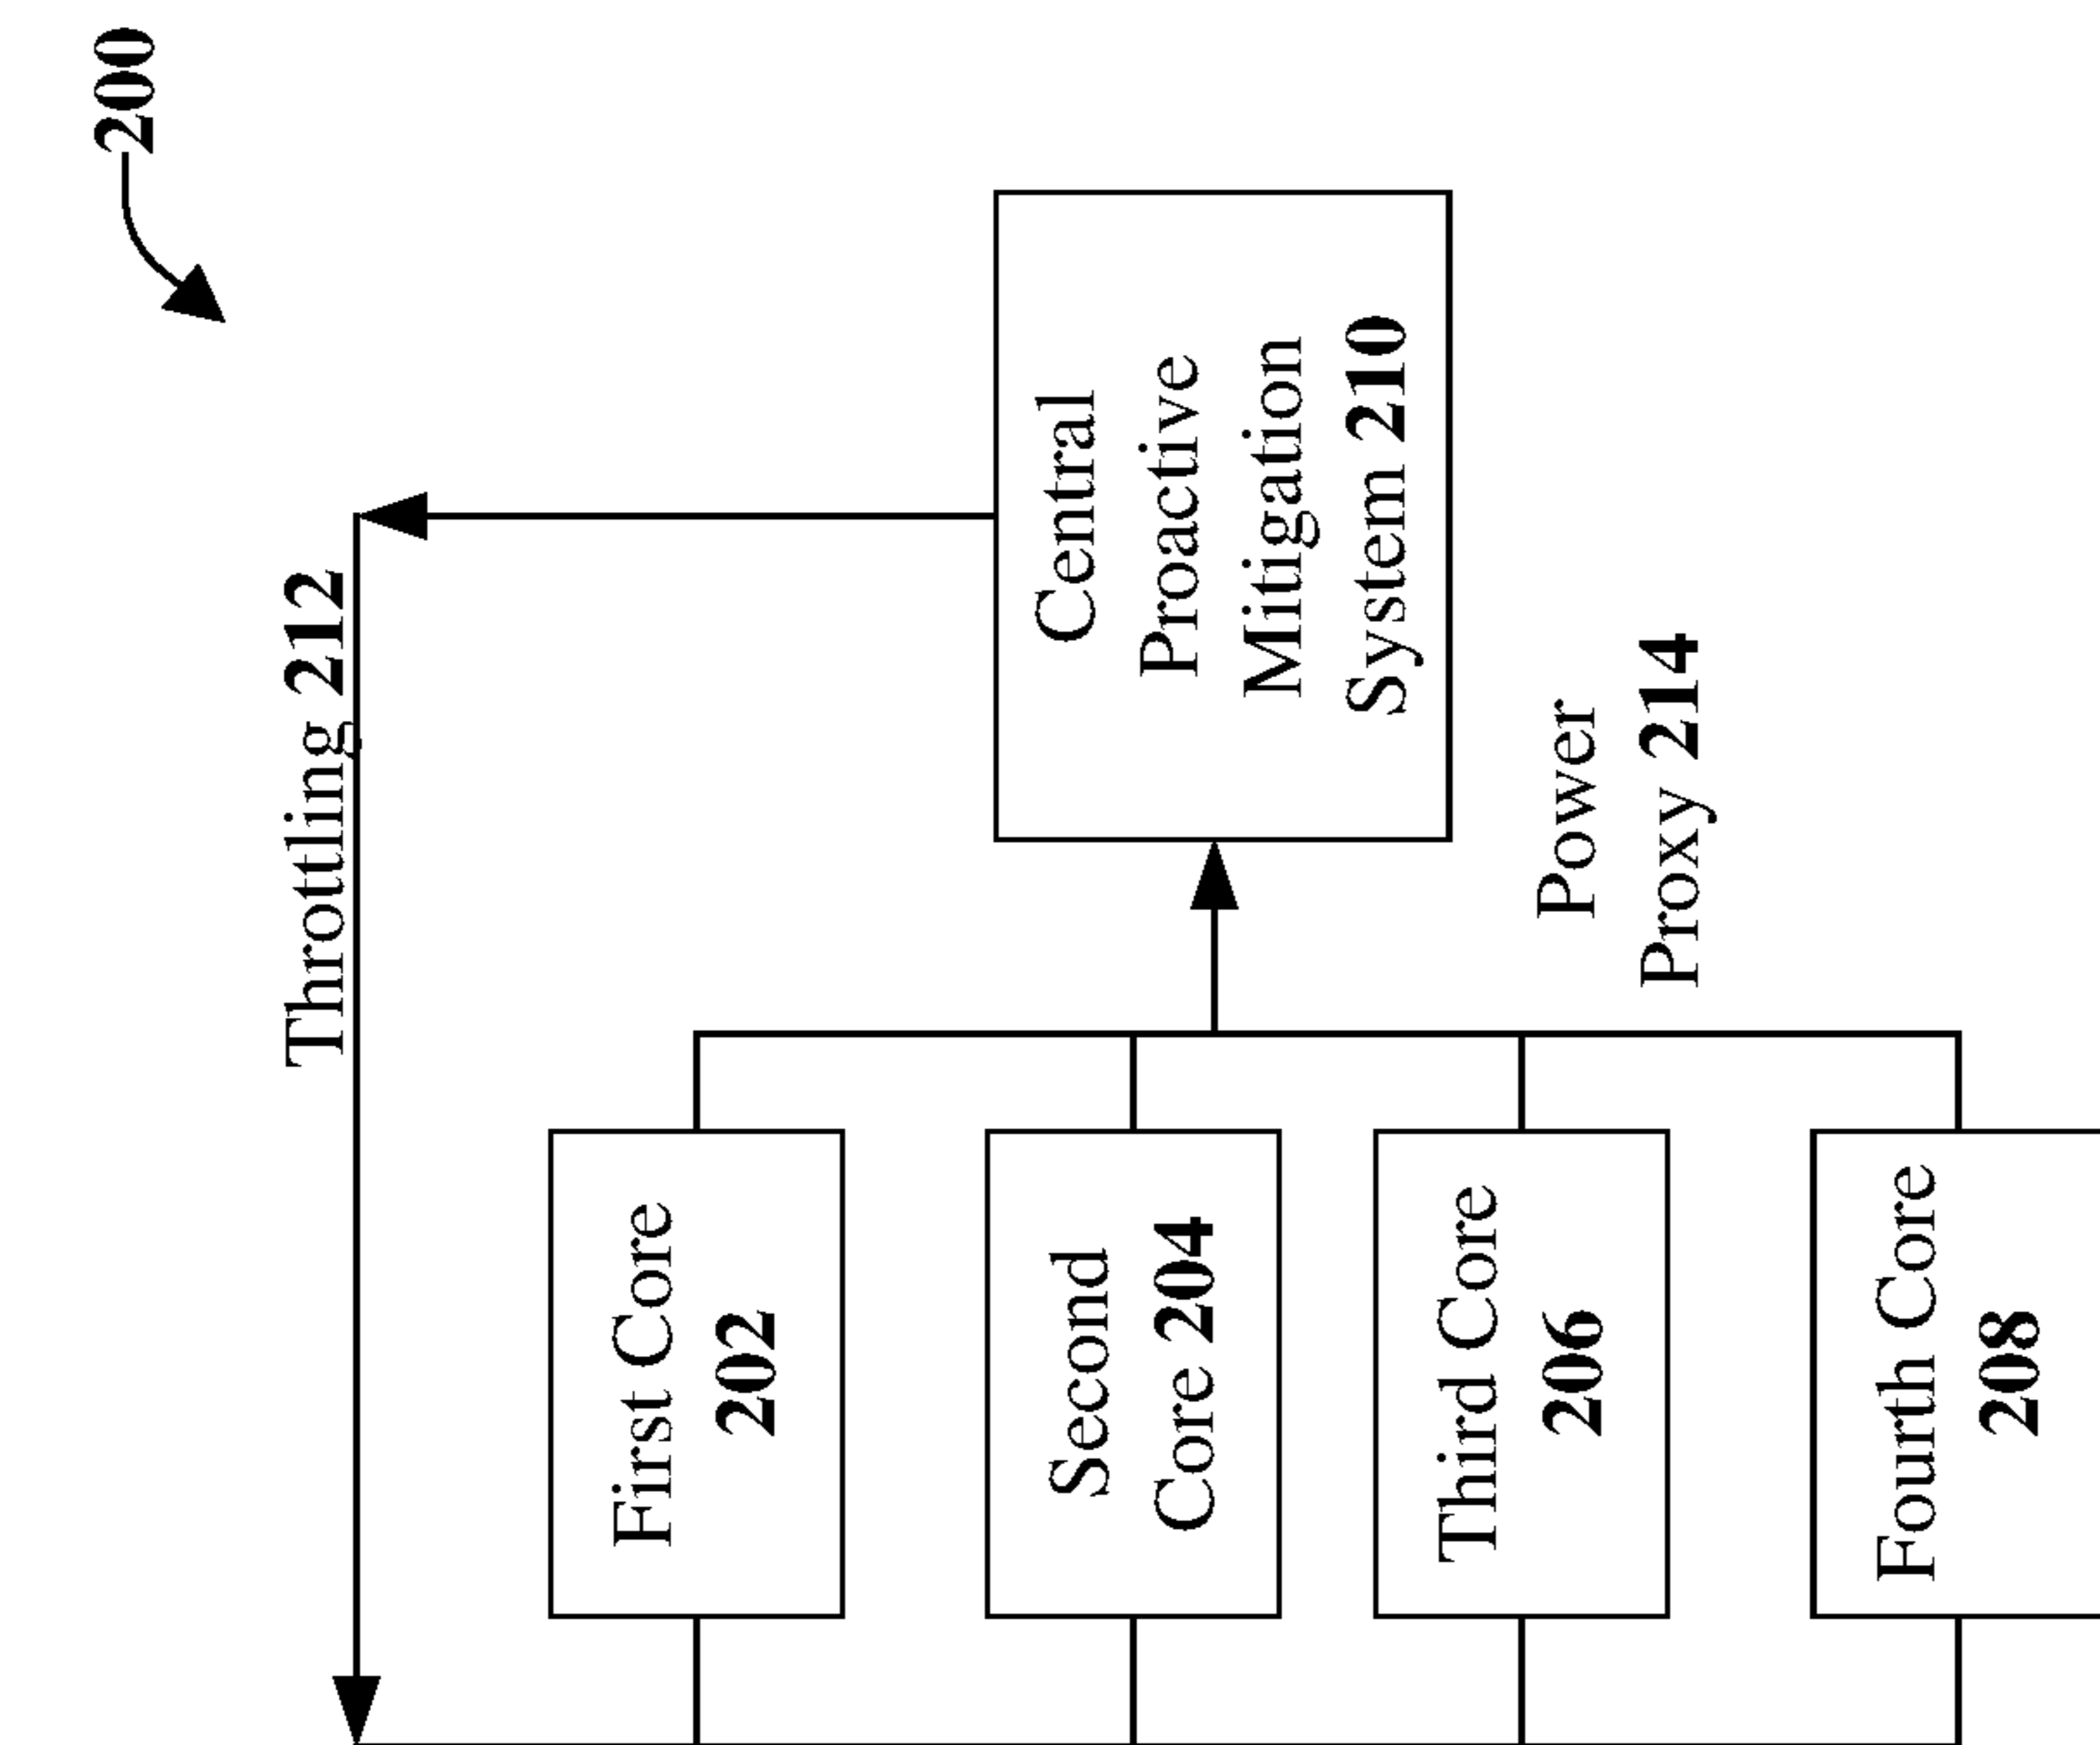 200
Throttling 212
Central
Proactive
Mitigation
System 210
Power
Proxy 214
First Core
202
Second
Core 204
Third Core
206
Fourth Core
208